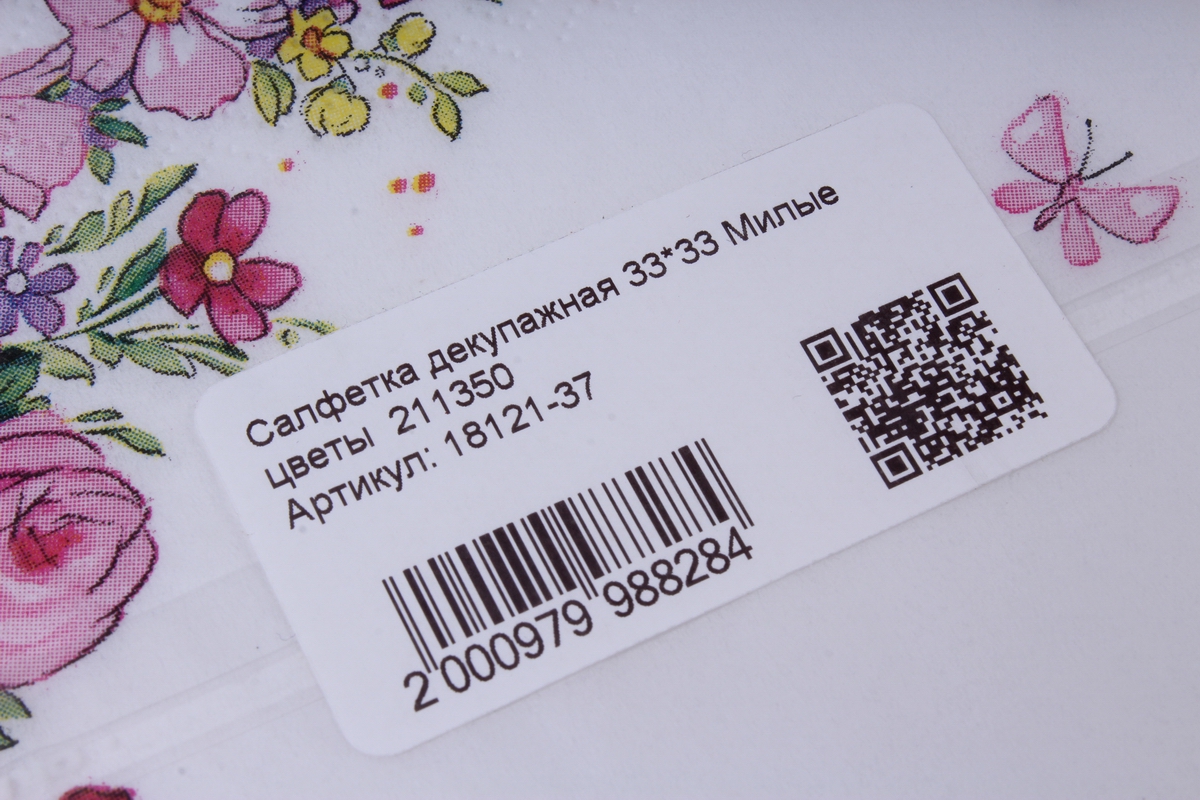 Салфетка декупажная 33*33 Милые
цветы 211350
Артикул: 18121-37
2 000979 988284